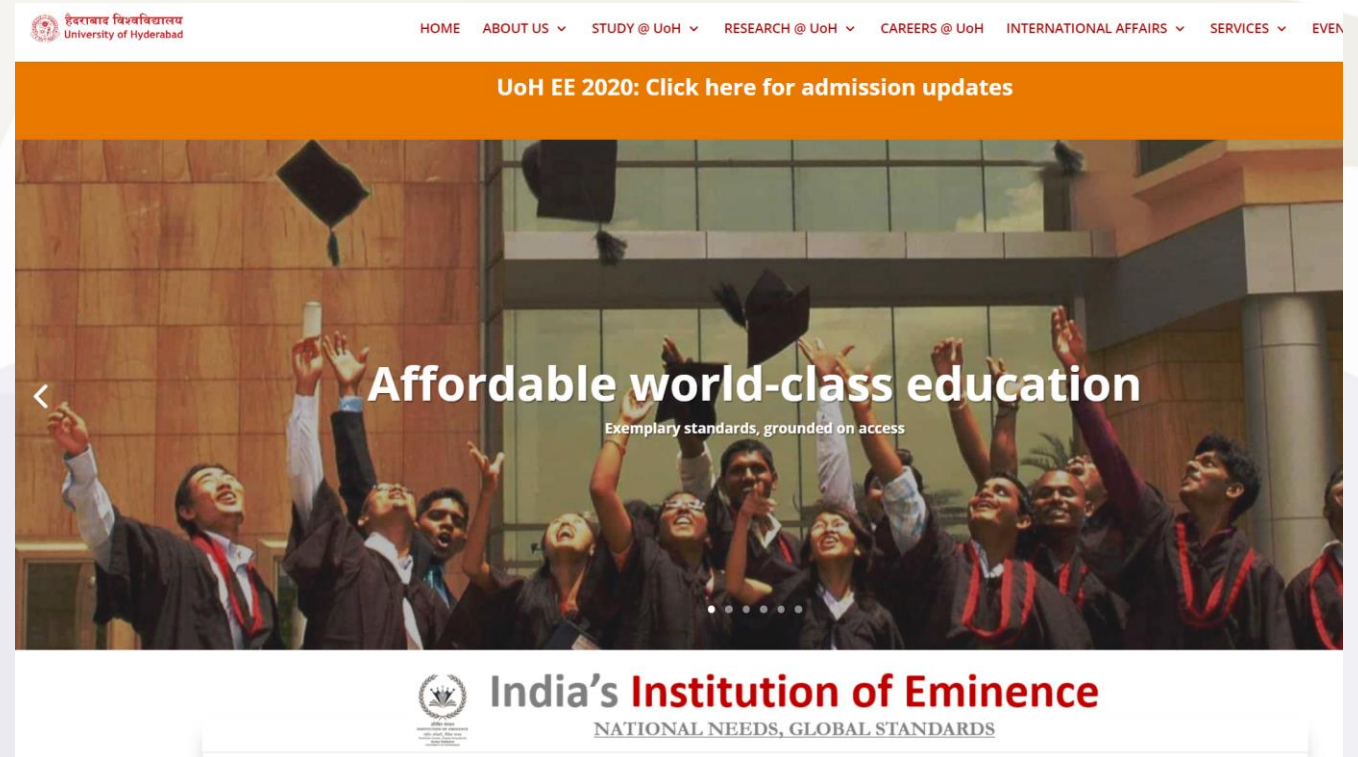 हैदराबाद विश्वविद्यालय
University of Hyderabad
HOME ABOUT US STUDY @ UoH RESEARCH @ UoH CAREERS @ UoH INTERNATIONAL AFFAIRS SERVICES EVEN
UoH EE 2020: Click here for admission updates
Affordable world-class education
Exemplary standards, grounded on access
India's Institution of Eminence
NATIONAL NEEDS, GLOBAL STANDARDS